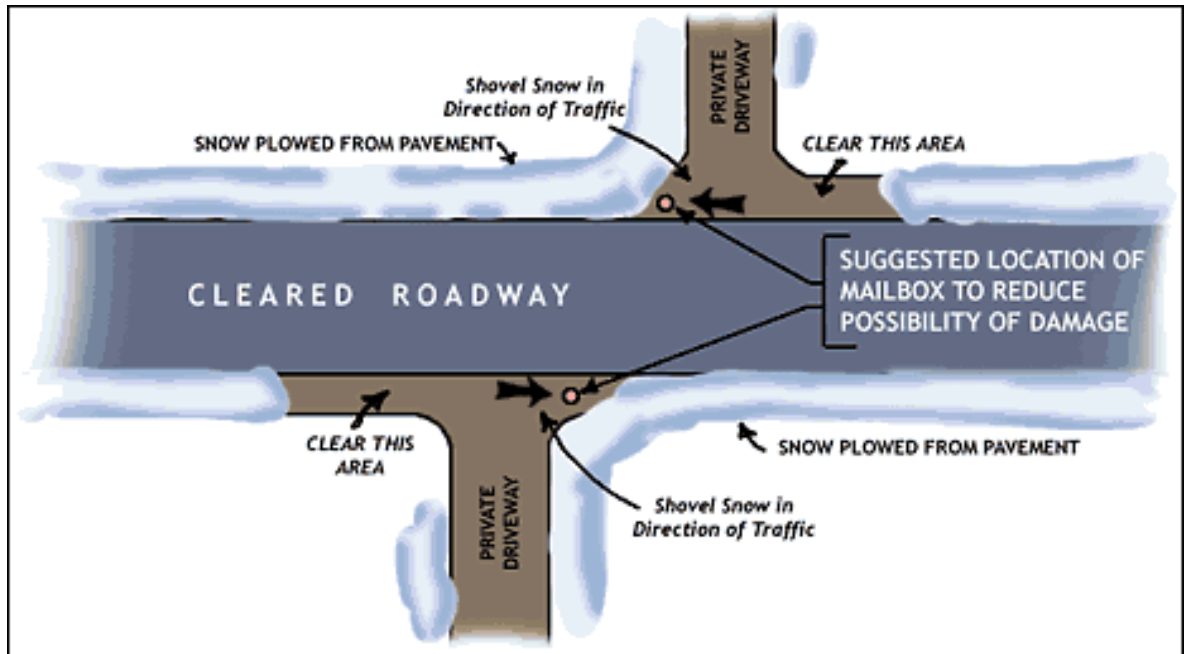 PRIVATE
DRIVEWAY
Shovel Snow in
Direction of Traffic
SNOW PLOWED FROM PAVEMENT
CLEAR THIS AREA
CLEARED ROADWAY
SUGGESTED LOCATION OF
MAILBOX TO REDUCE
POSSIBILITY OF DAMAGE
CLEAR THIS
AREA
SNOW PLOWED FROM PAVEMENT
PRIVATE
DRIVEWAY
Shovel Snow in
Direction of Traffic